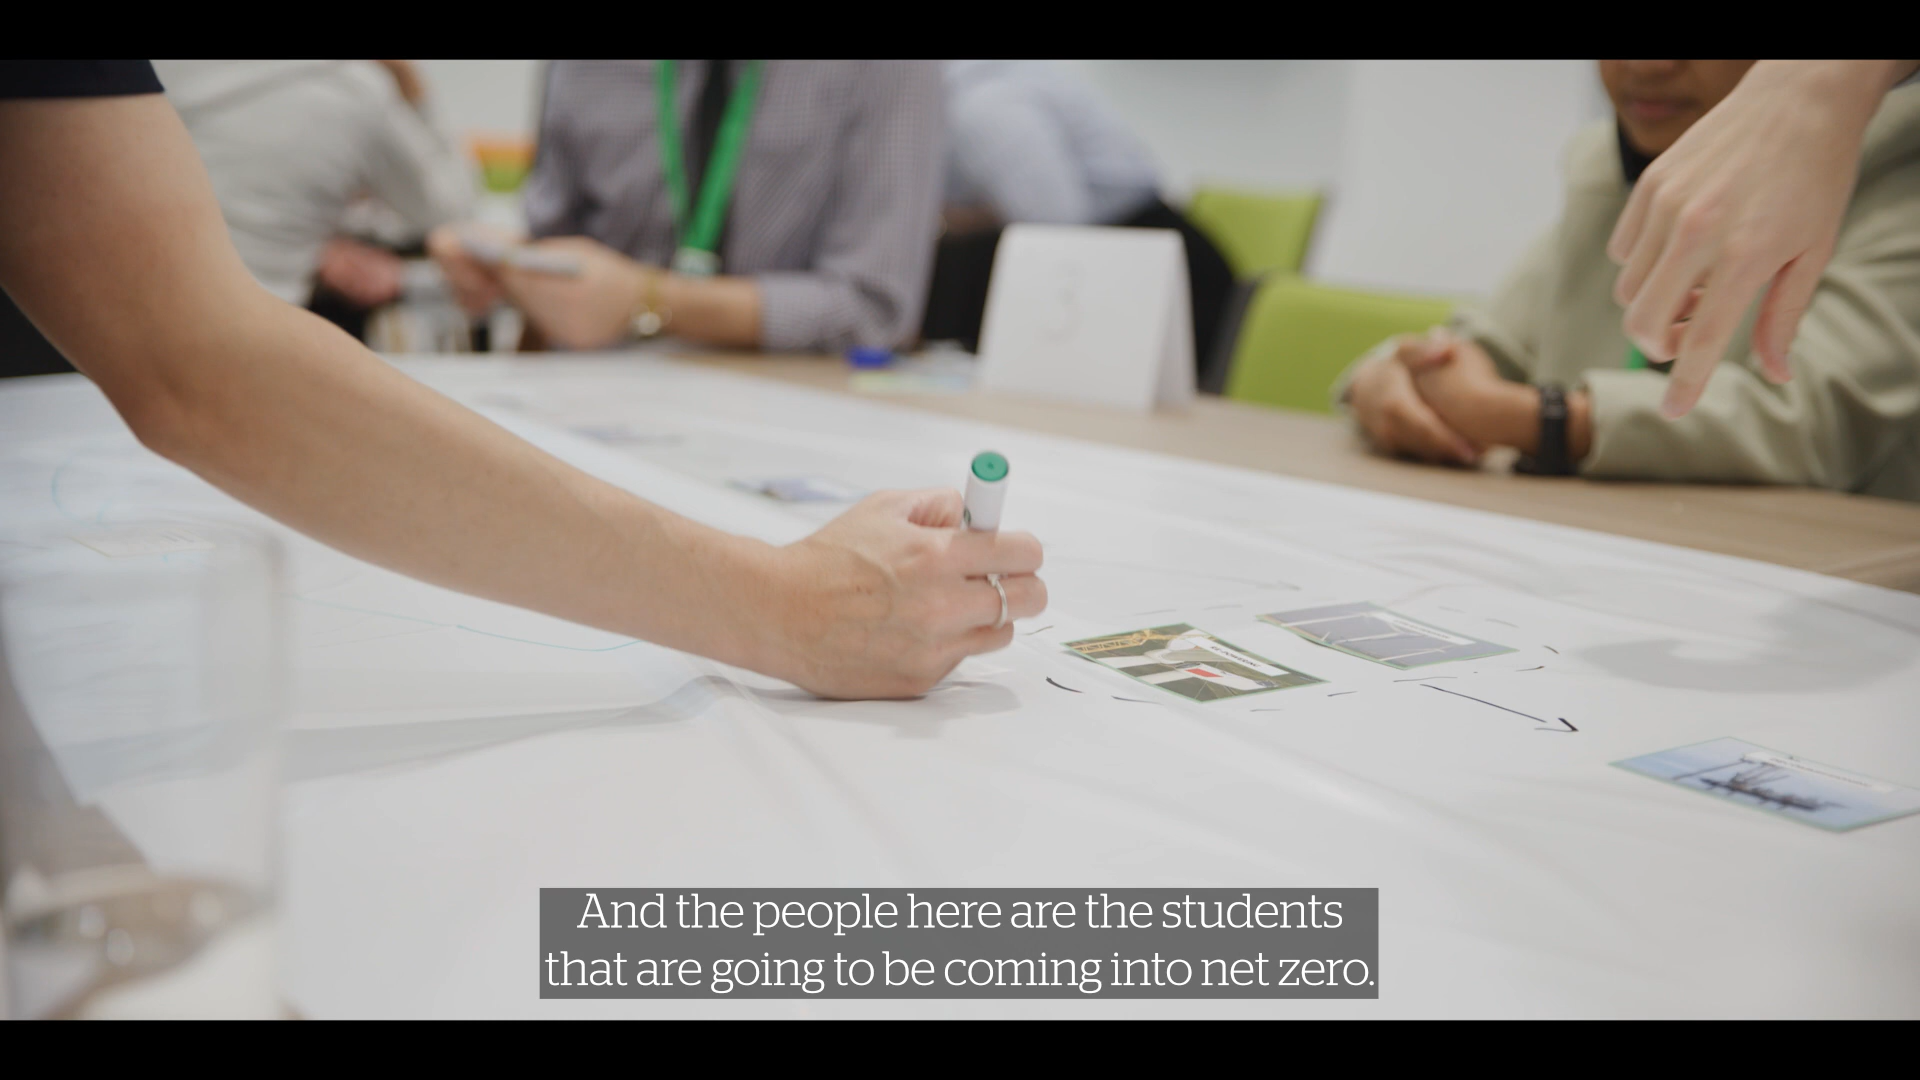 And the people here are the students
that are going to be coming into net zero.